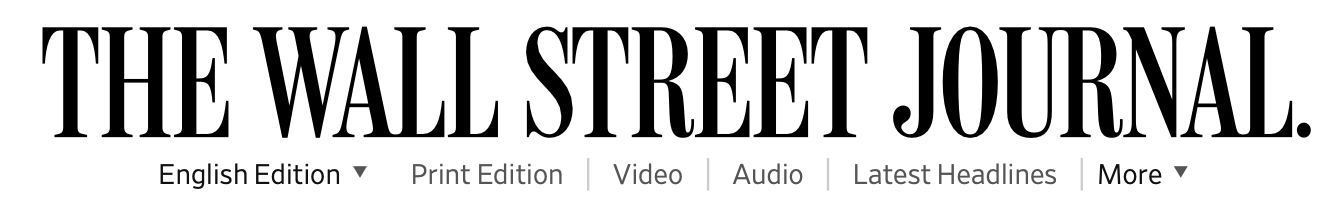 THE WALL STREET JOURNAL.
English Edition ▼ Print Edition | Video | Audio | Latest Headlines | More ▼